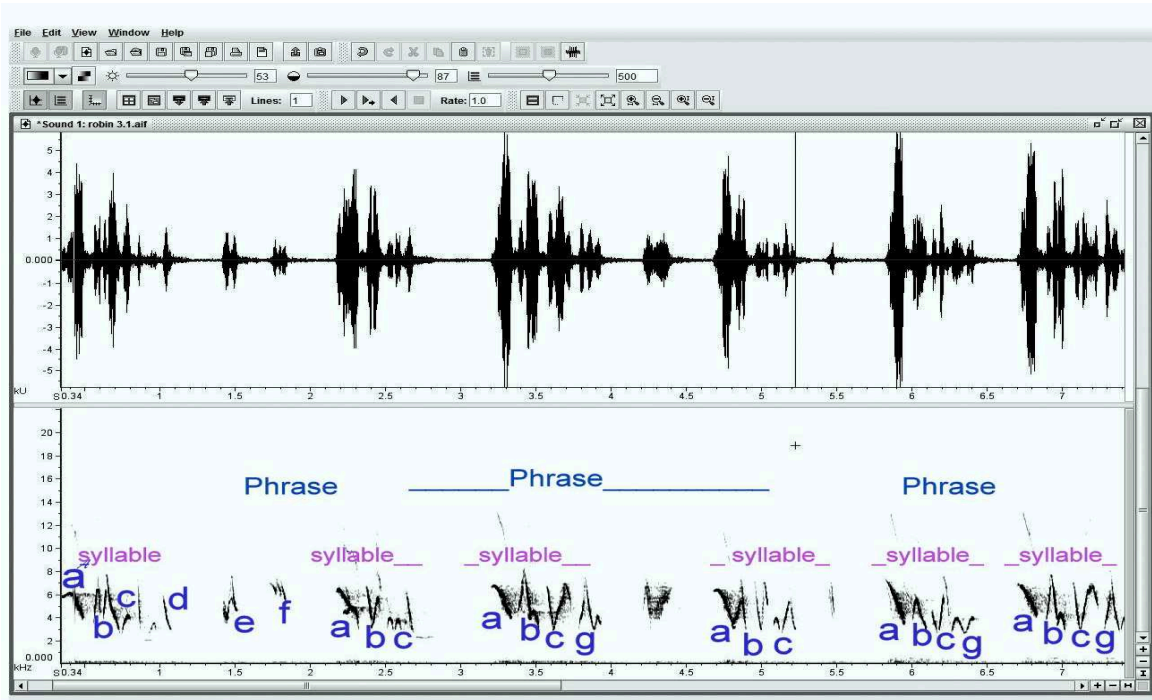 File Edit View Window Help
53 87 500
Lines: 1 Rate: 1.0
*Sound 1: robin 3.1.aif
5
4
3
2
1
0.000
-1
-2
-3
-4
-5
kU
S0.34 1 1.5 2 2.5 3 3.5 4 4.5 5 5.5 6 6.5 7
20
18
16
14
12
10
8
6
4
2
0.000
kHz
S0.34 1 1.5 2 2.5 3 3.5 4 4.5 5 5.5 6 6.5 7
Phrase _______Phrase____________ Phrase
syllable syllable__ _syllable__ _ syllable_ _syllable_ _syllable_
a b c d e f a b c a b c g a b c a b c g a b c g